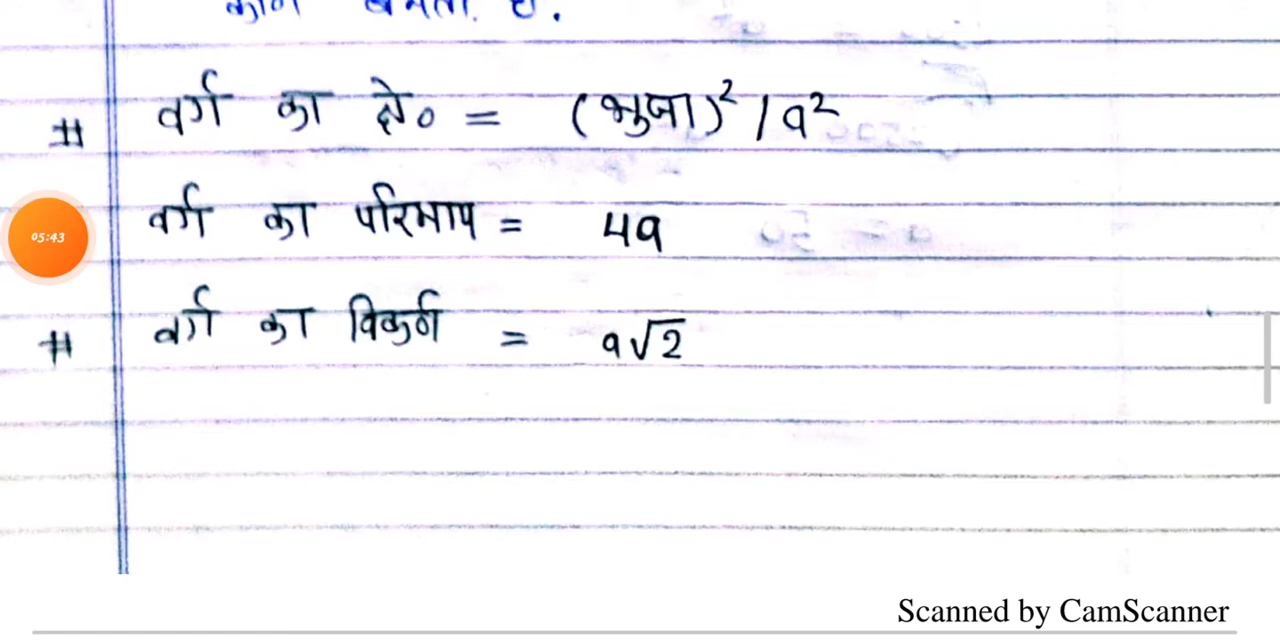 # वर्ग का क्षे० = (भुजा)² / a²
05:43
वर्ग का परिमाप = 4a
# वर्ग का विकर्ण = a√2
Scanned by CamScanner